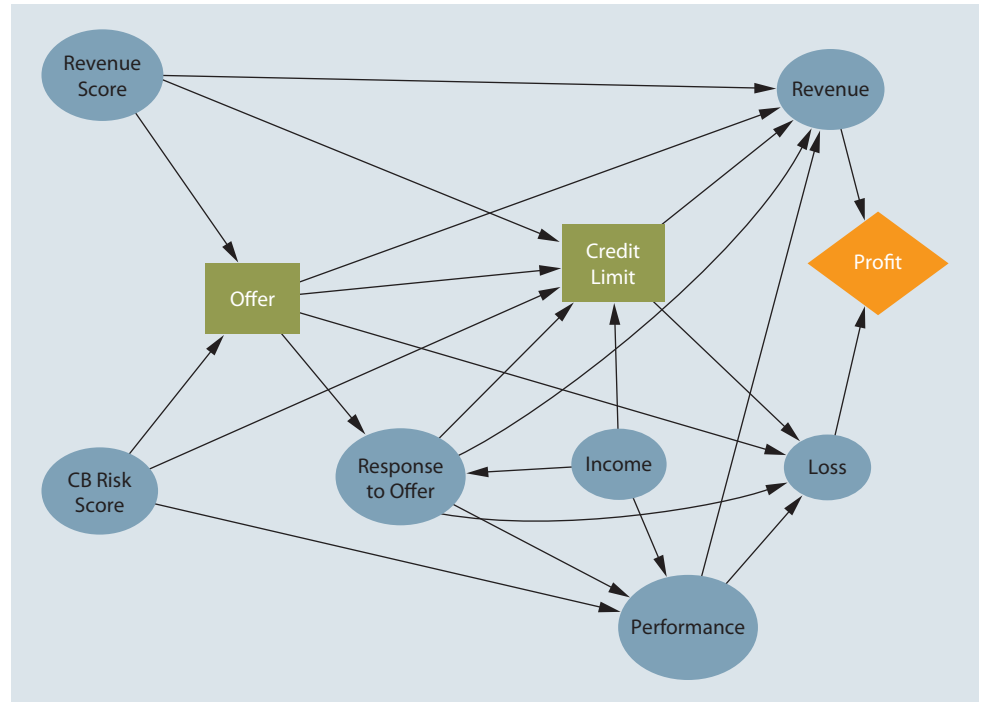 Revenue
Score
Revenue
Credit
Limit
Profit
Offer
CB Risk
Score
Response
to Offer
Income
Loss
Performance